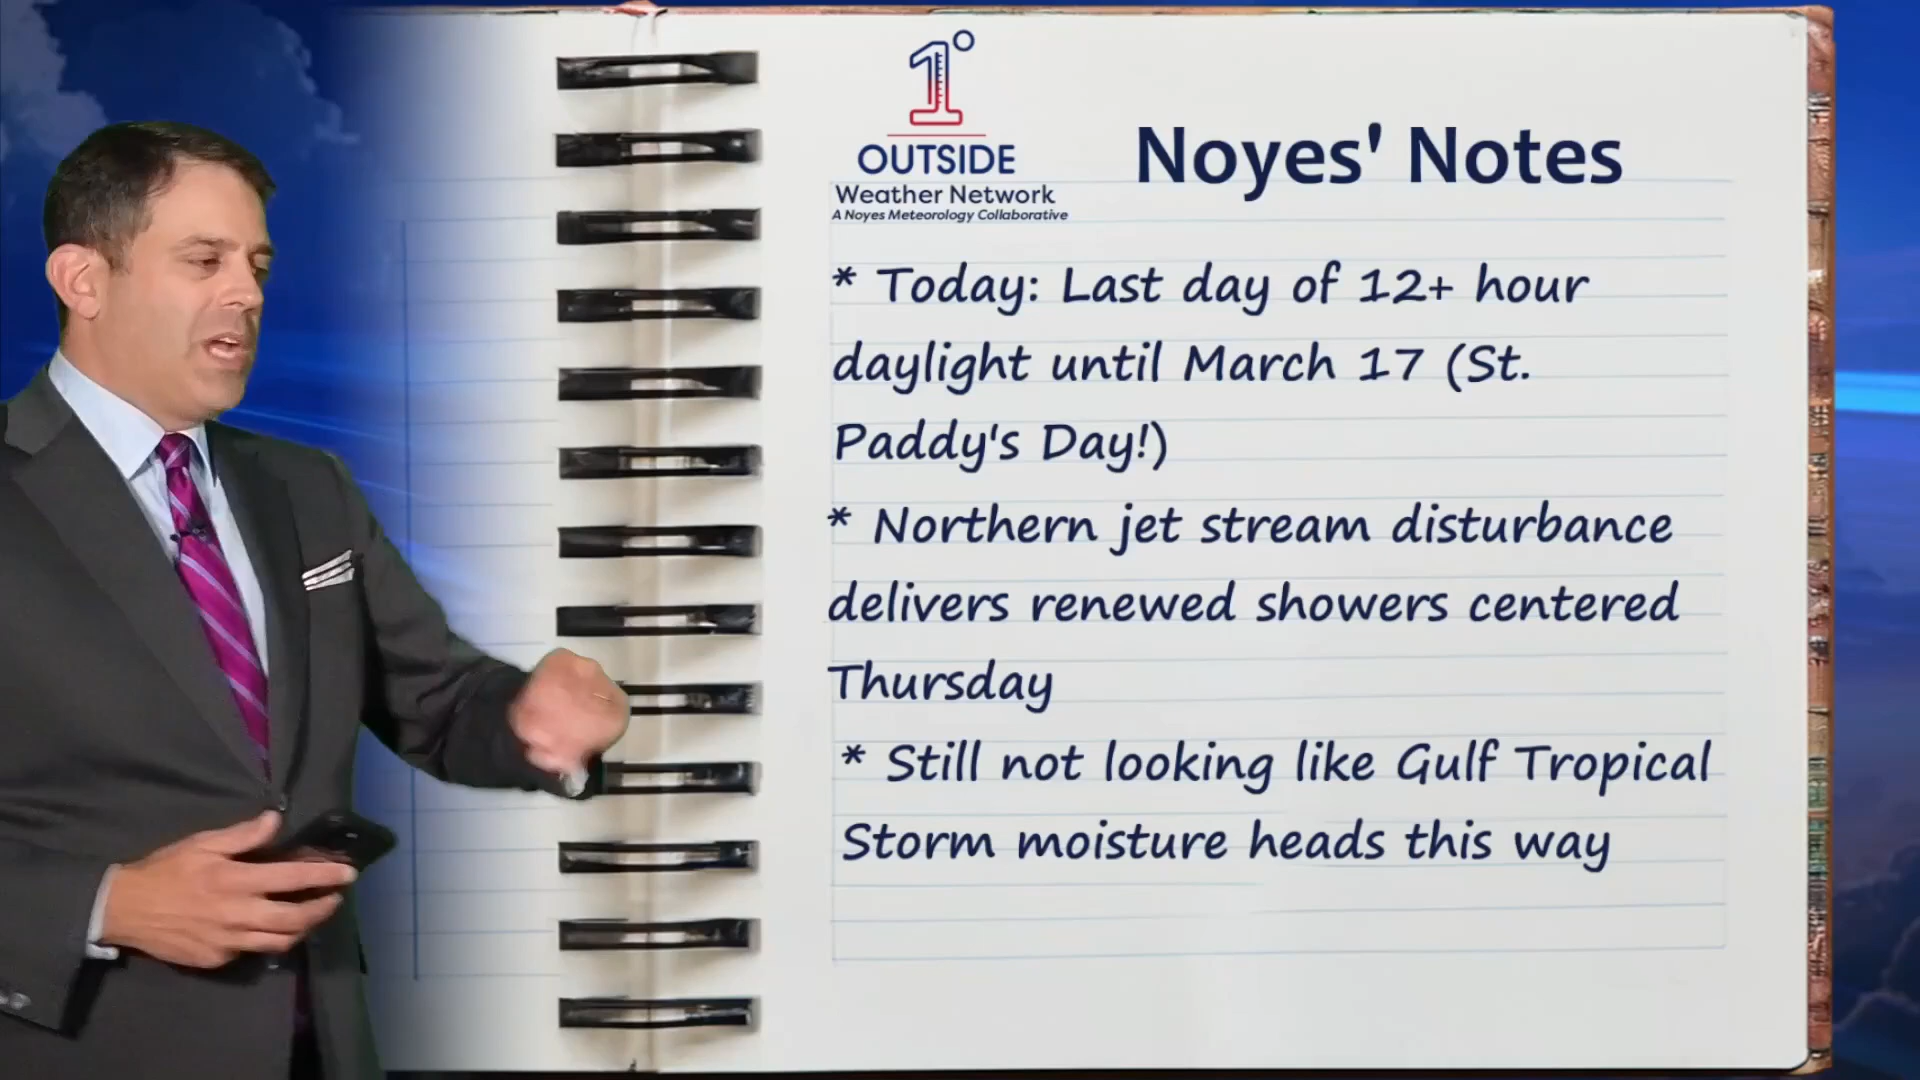 1°
OUTSIDE
Weather Network
A Noyes Meteorology Collaborative
Noyes' Notes
* Today: Last day of 12+ hour
daylight until March 17 (St.
Paddy's Day!)
* Northern jet stream disturbance
delivers renewed showers centered
Thursday
* Still not looking like Gulf Tropical
Storm moisture heads this way